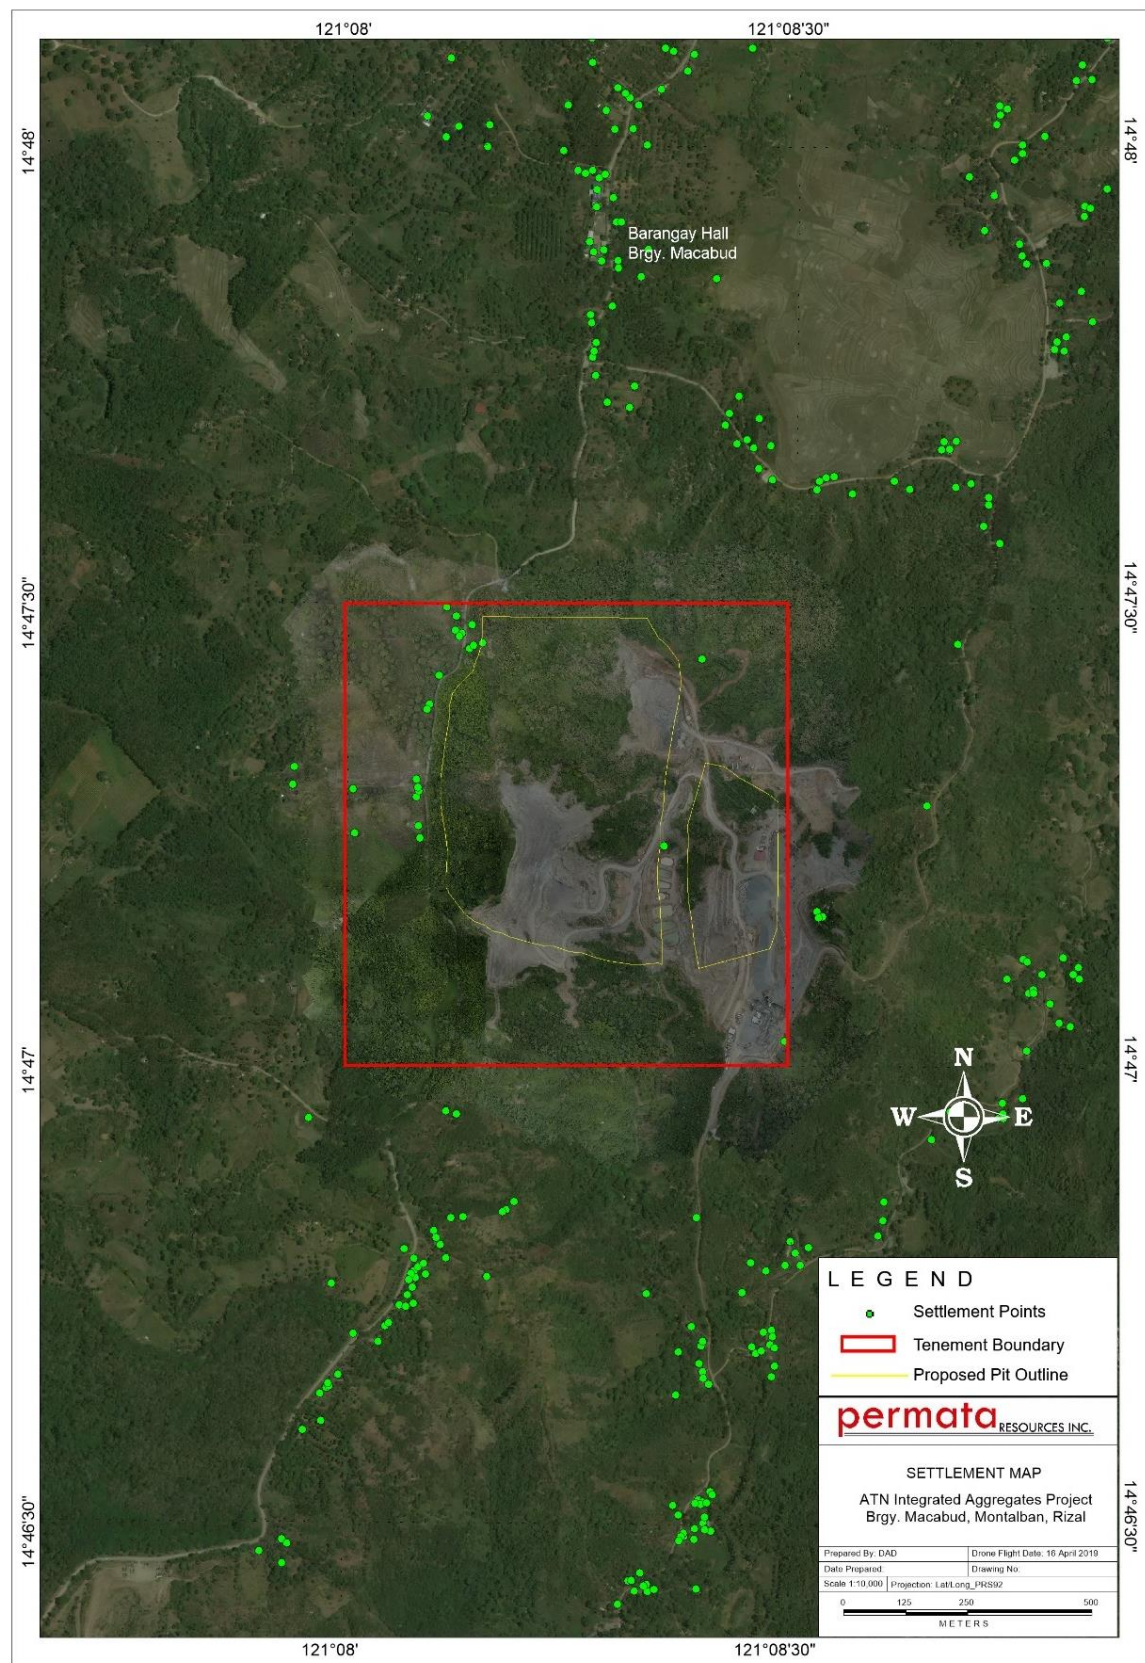 121°08'
121°08'30"
14°48'
14°48'
Barangay Hall
Brgy. Macabud
14°47'30"
14°47'30"
14°47'
14°47'
N
W
E
S
LEGEND
Settlement Points
Tenement Boundary
Proposed Pit Outline
permata RESOURCES INC.
SETTLEMENT MAP
ATN Integrated Aggregates Project
Brgy. Macabud, Montalban, Rizal
14°46'30"
14°46'30"
Prepared By: DAD
Drone Flight Date: 16 April 2019
Date Prepared:
Drawing No:
Scale 1:10,000
Projection: Lat/Long_PRS92
0 125 250 500
METERS
121°08'
121°08'30"